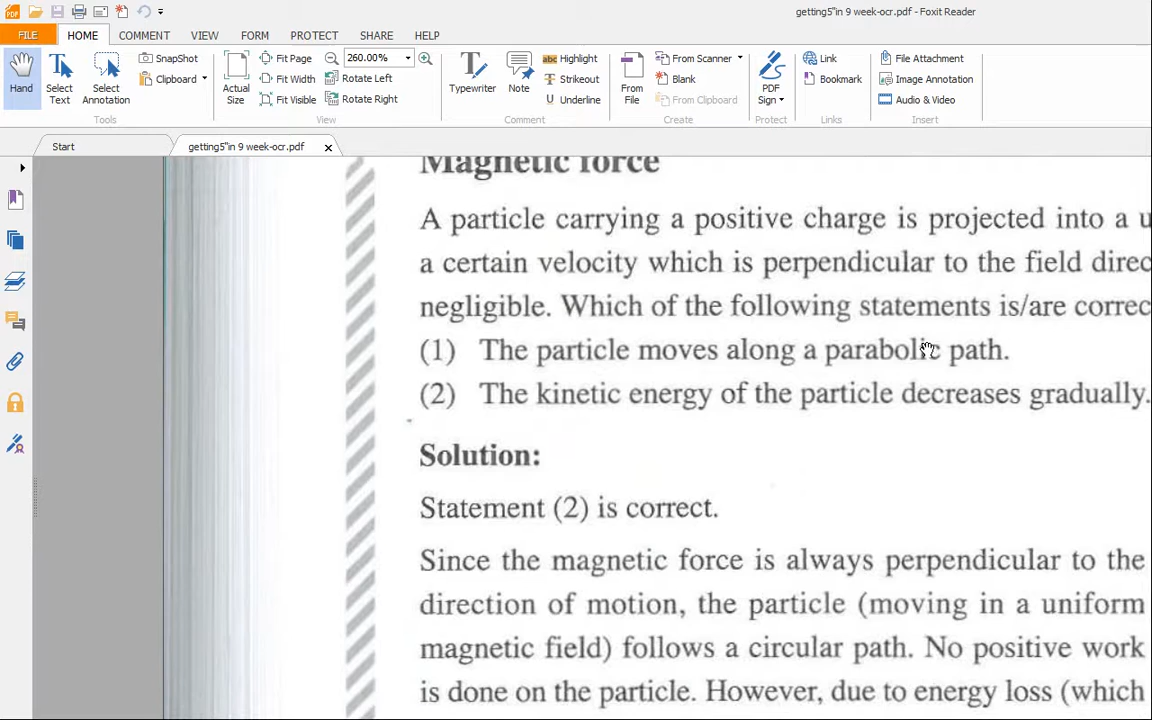 getting5"in 9 week-ocr.pdf - Foxit Reader
FILE HOME COMMENT VIEW FORM PROTECT SHARE HELP
Hand
Select Text
SnapShot
Clipboard
Select Annotation
Tools
Actual Size
Fit Page
Fit Width
Fit Visible
260.00%
Rotate Left
Rotate Right
View
Typewriter
Note
Highlight
Strikeout
Underline
Comment
From File
From Scanner
Blank
From Clipboard
Create
PDF Sign
Protect
Link
Bookmark
Links
File Attachment
Image Annotation
Audio & Video
Insert
Start
getting5"in 9 week-ocr.pdf
Magnetic force
A particle carrying a positive charge is projected into a u
a certain velocity which is perpendicular to the field direc
negligible. Which of the following statements is/are correc
(1) The particle moves along a parabolic path.
(2) The kinetic energy of the particle decreases gradually.
Solution:
Statement (2) is correct.
Since the magnetic force is always perpendicular to the
direction of motion, the particle (moving in a uniform
magnetic field) follows a circular path. No positive work
is done on the particle. However, due to energy loss (which